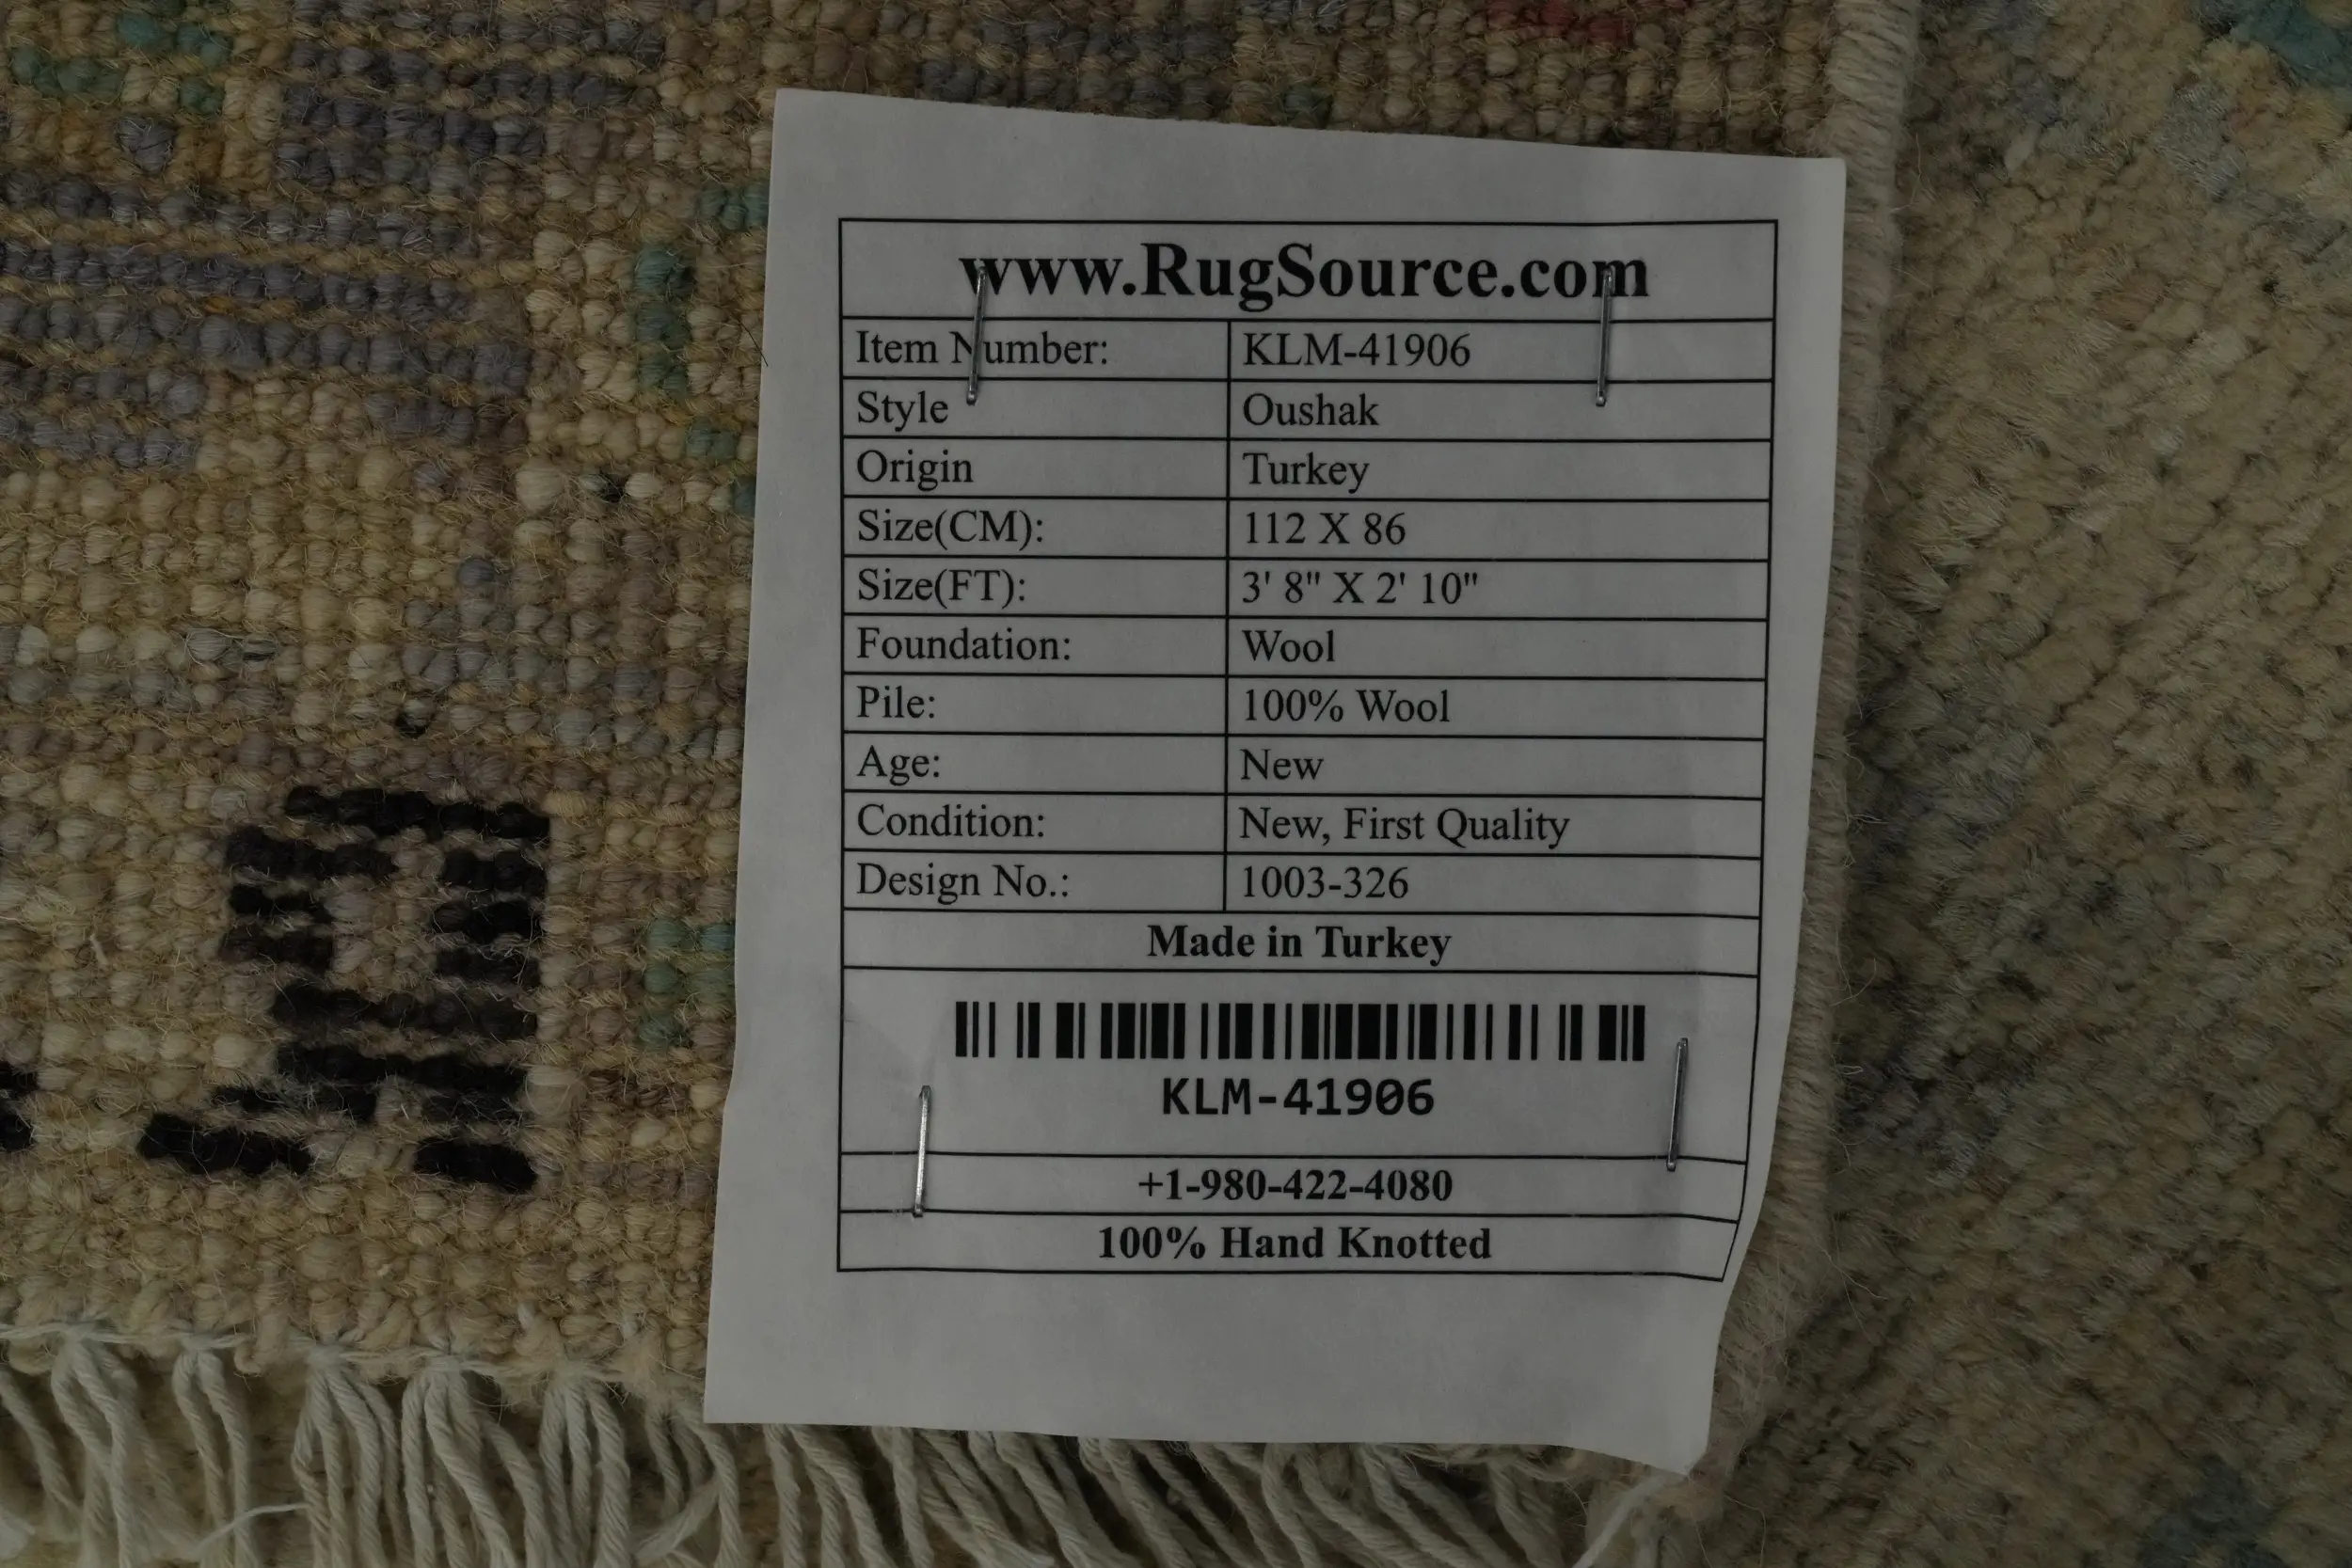 www.RugSource.com
Item Number: KLM-41906
Style Oushak
Origin Turkey
Size(CM): 112 X 86
Size(FT): 3' 8" X 2' 10"
Foundation: Wool
Pile: 100% Wool
Age: New
Condition: New, First Quality
Design No.: 1003-326
Made in Turkey
KLM-41906
+1-980-422-4080
100% Hand Knotted